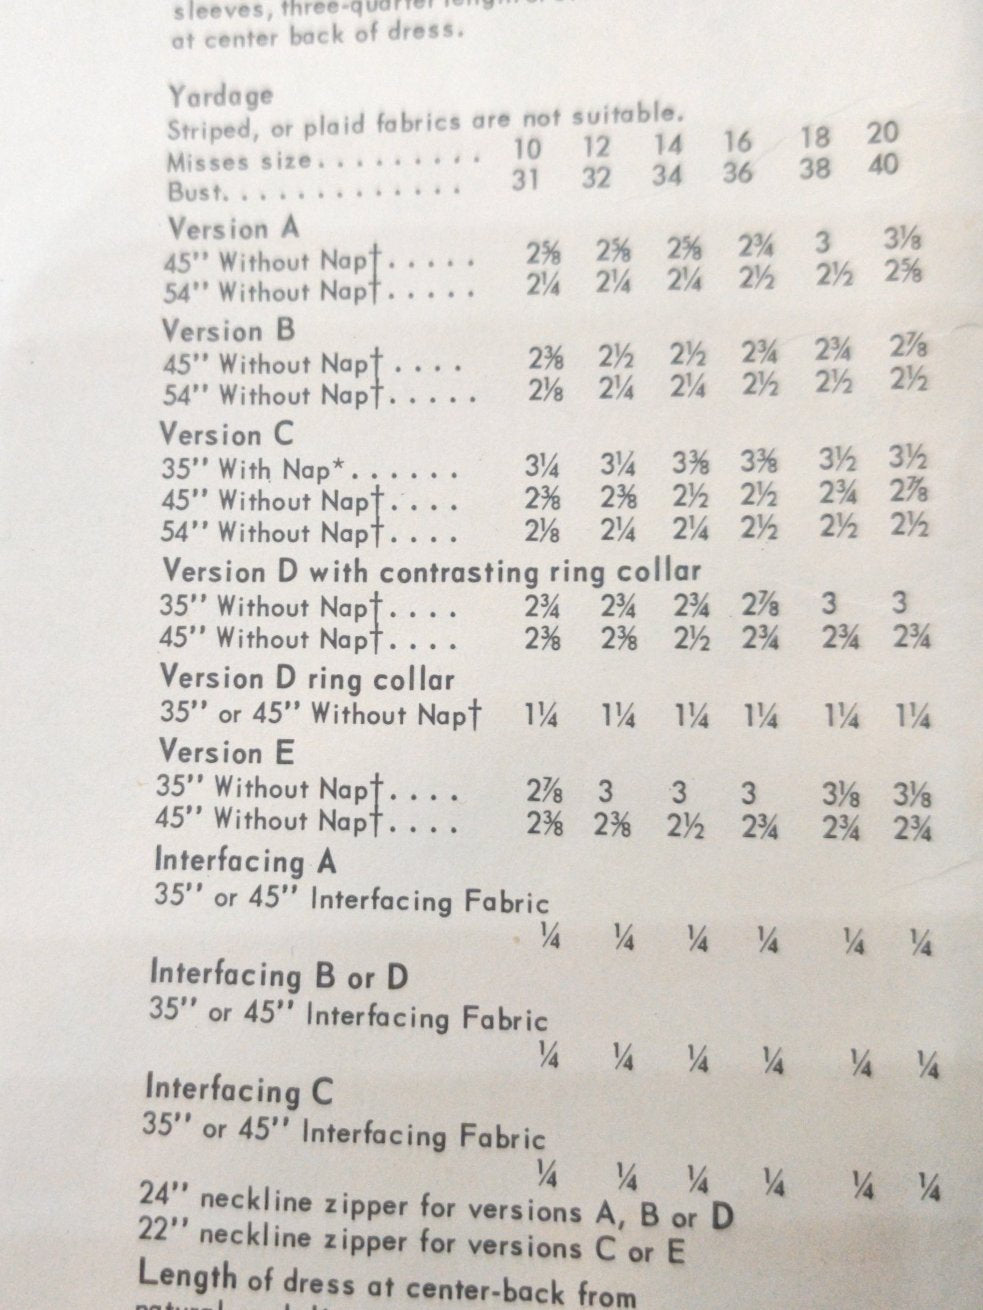 sleeves, three-quarter
at center back of dress.
Yardage
Striped, or plaid fabrics are not suitable.
Misses size......... 10 12 14 16 18 20
Bust............. 31 32 34 36 38 40
Version A
45" Without Nap†..... 2⅝ 2⅝ 2⅝ 2¾ 3 3⅛
54" Without Nap†..... 2¼ 2¼ 2¼ 2½ 2½ 2⅝
Version B
45" Without Nap†.... 2⅜ 2½ 2½ 2¾ 2¾ 2⅞
54" Without Nap†..... 2⅛ 2¼ 2¼ 2½ 2½ 2½
Version C
35" With Nap*...... 3¼ 3¼ 3⅜ 3⅜ 3½ 3½
45" Without Nap†.... 2⅜ 2⅜ 2½ 2½ 2¾ 2⅞
54" Without Nap†.... 2⅛ 2¼ 2¼ 2½ 2½ 2½
Version D with contrasting ring collar
35" Without Nap†.... 2¾ 2¾ 2¾ 2⅞ 3 3
45" Without Nap†.... 2⅜ 2⅜ 2½ 2¾ 2¾ 2¾
Version D ring collar
35" or 45" Without Nap† 1¼ 1¼ 1¼ 1¼ 1¼ 1¼
Version E
35" Without Nap†.... 2⅞ 3 3 3 3⅛ 3⅛
45" Without Nap†.... 2⅜ 2⅜ 2½ 2¾ 2¾ 2¾
Interfacing A
35" or 45" Interfacing Fabric
¼ ¼ ¼ ¼ ¼ ¼
Interfacing B or D
35" or 45" Interfacing Fabric
¼ ¼ ¼ ¼ ¼ ¼
Interfacing C
35" or 45" Interfacing Fabric
¼ ¼ ¼ ¼ ¼ ¼
24" neckline zipper for versions A, B or D
22" neckline zipper for versions C or E
Length of dress at center-back from